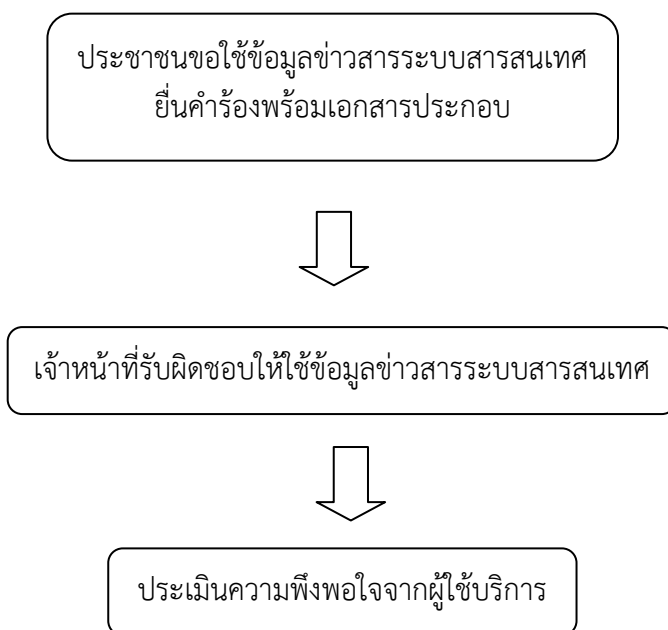 ประชาชนขอใช้ข้อมูลข่าวสารระบบสารสนเทศ
ยื่นคำร้องพร้อมเอกสารประกอบ
เจ้าหน้าที่รับผิดชอบให้ใช้ข้อมูลข่าวสารระบบสารสนเทศ
ประเมินความพึงพอใจจากผู้ใช้บริการ